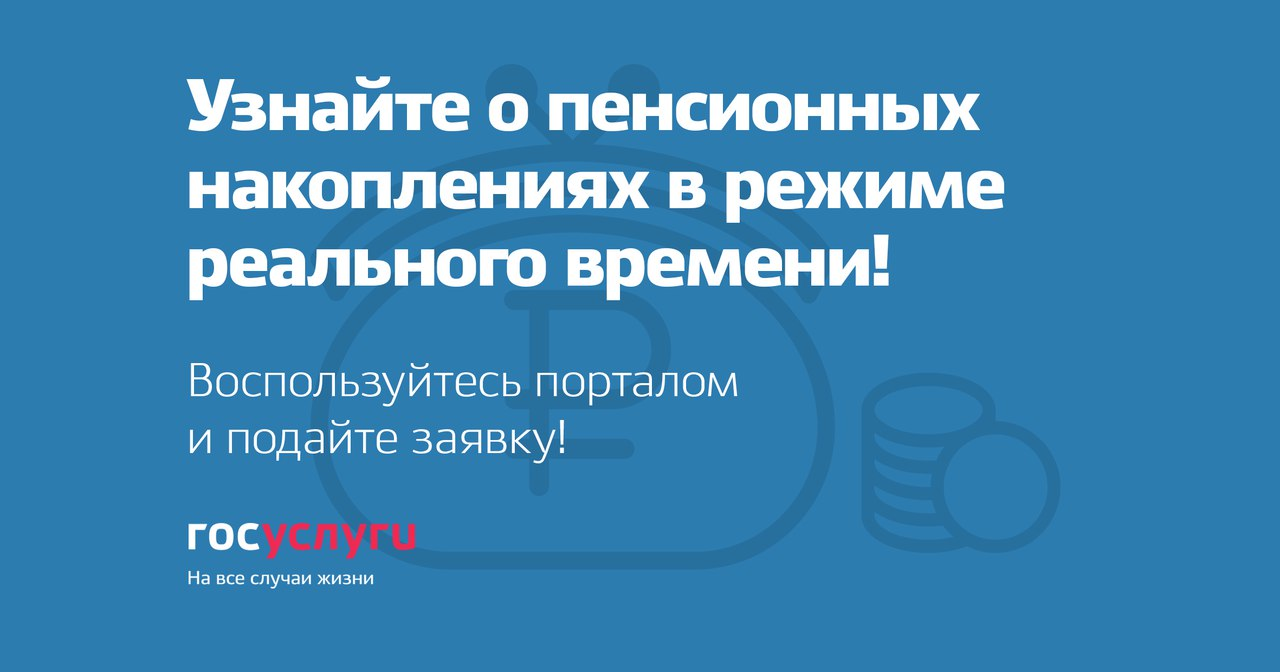 Узнайте о пенсионных
накоплениях в режиме
реального времени!
Воспользуйтесь порталом
и подайте заявку!
госуслуги
На все случаи жизни